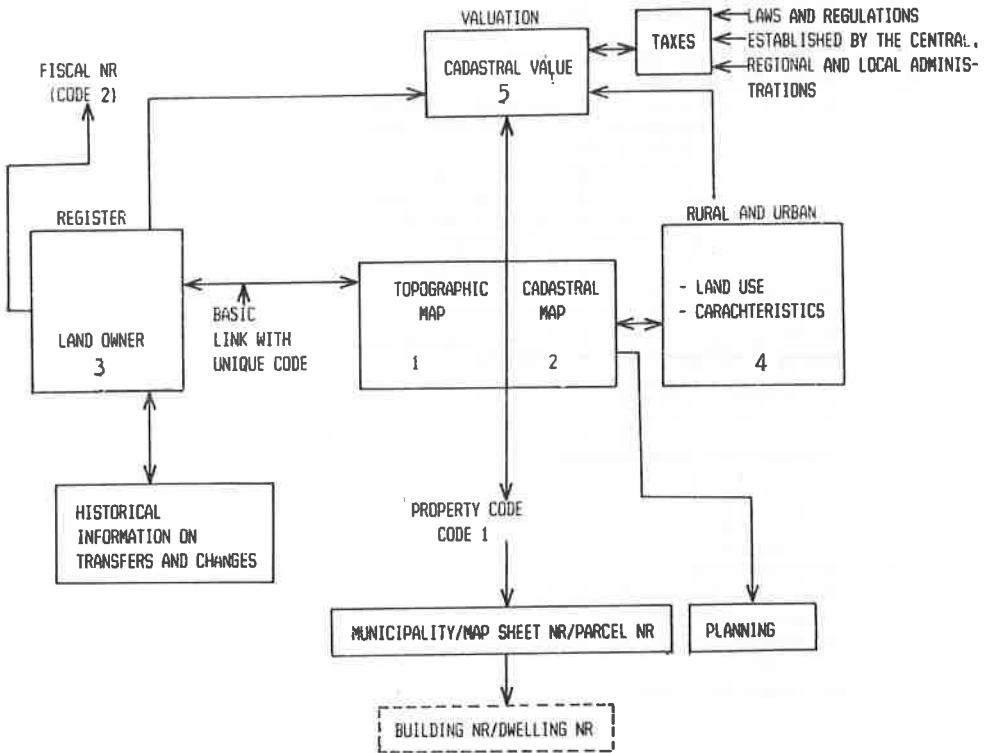 VALUATION
CADASTRAL VALUE
5
TAXES
LAWS AND REGULATIONS
ESTABLISHED BY THE CENTRAL,
REGIONAL AND LOCAL ADMINIS-
TRATIONS
FISCAL NR
(CODE 2)
REGISTER
LAND OWNER
3
BASIC
LINK WITH
UNIQUE CODE
TOPOGRAPHIC
MAP
1
CADASTRAL
MAP
2
RURAL AND URBAN
- LAND USE
- CARACHTERISTICS
4
HISTORICAL
INFORMATION ON
TRANSFERS AND CHANGES
PROPERTY CODE
CODE 1
MUNICIPALITY/MAP SHEET NR/PARCEL NR
PLANNING
BUILDING NR/DWELLING NR